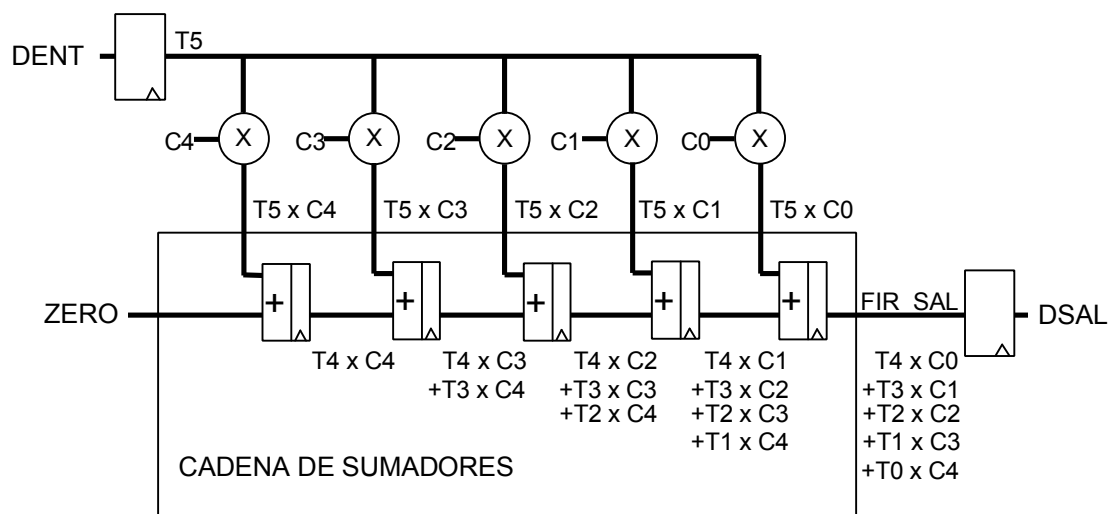 T5
DENT
C4 X C3 X C2 X C1 X C0 X
T5 x C4 T5 x C3 T5 x C2 T5 x C1 T5 x C0
+ + + + +
ZERO FIR_SAL DSAL
T4 x C4 T4 x C3 T4 x C2 T4 x C1 T4 x C0
+T3 x C4 +T3 x C3 +T3 x C2 +T3 x C1
+T2 x C4 +T2 x C3 +T2 x C2
+T1 x C4 +T1 x C3
+T0 x C4
CADENA DE SUMADORES